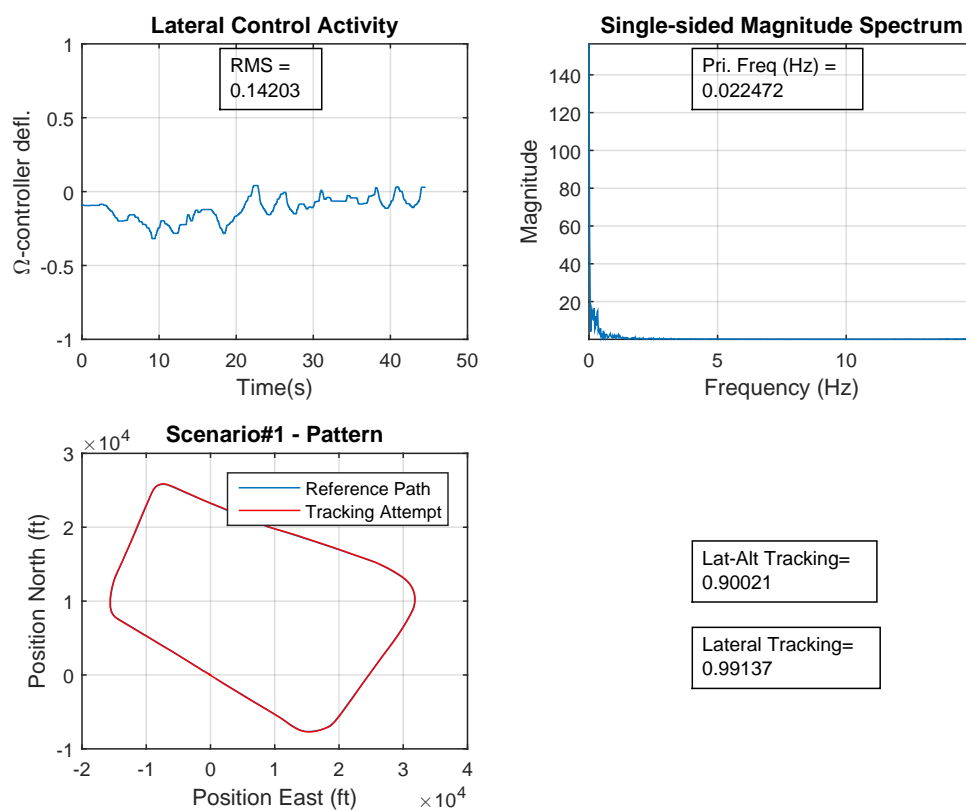 Lateral Control Activity
RMS =
0.14203
1
0.5
0
-0.5
-1
Ω-controller defl.
0 10 20 30 40 50
Time(s)
Single-sided Magnitude Spectrum
Pri. Freq (Hz) =
0.022472
140
120
100
80
60
40
20
Magnitude
0 5 10
Frequency (Hz)
Scenario#1 - Pattern
×10^4
Reference Path
Tracking Attempt
3
2
1
0
-1
Position North (ft)
-2 -1 0 1 2 3 4
Position East (ft)
×10^4
Lat-Alt Tracking=
0.90021
Lateral Tracking=
0.99137